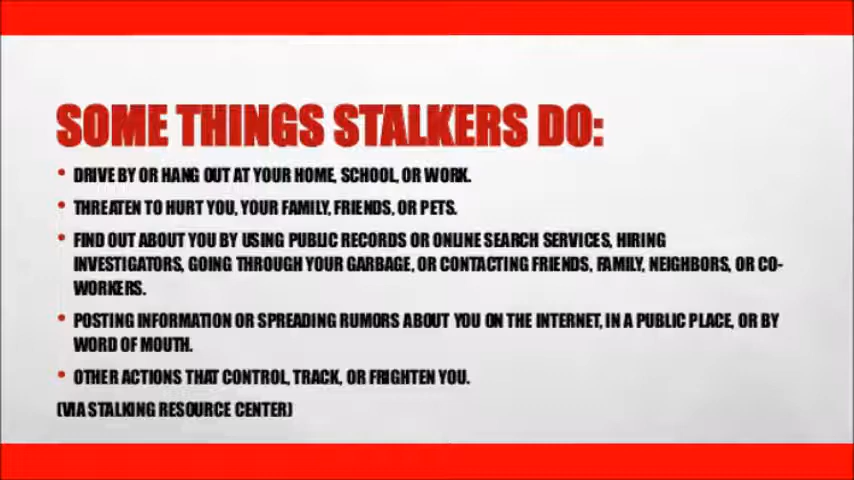 SOME THINGS STALKERS DO:
• DRIVE BY OR HANG OUT AT YOUR HOME, SCHOOL, OR WORK.
• THREATEN TO HURT YOU, YOUR FAMILY, FRIENDS, OR PETS.
• FIND OUT ABOUT YOU BY USING PUBLIC RECORDS OR ONLINE SEARCH SERVICES, HIRING
INVESTIGATORS, GOING THROUGH YOUR GARBAGE, OR CONTACTING FRIENDS, FAMILY, NEIGHBORS, OR CO-
WORKERS.
• POSTING INFORMATION OR SPREADING RUMORS ABOUT YOU ON THE INTERNET, IN A PUBLIC PLACE, OR BY
WORD OF MOUTH.
• OTHER ACTIONS THAT CONTROL, TRACK, OR FRIGHTEN YOU.
(VIA STALKING RESOURCE CENTER)